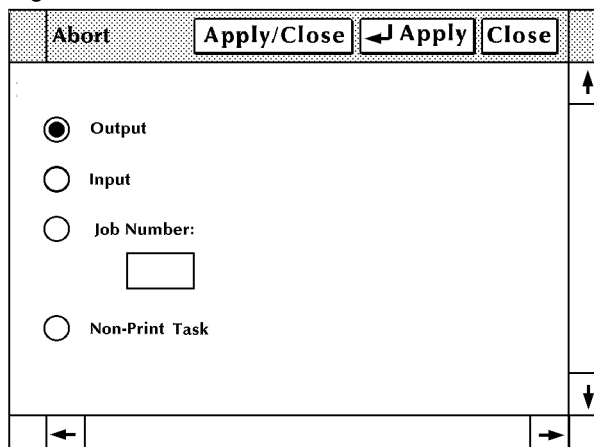 Abort Apply/Close Apply Close
Output
Input
Job Number:
Non-Print Task